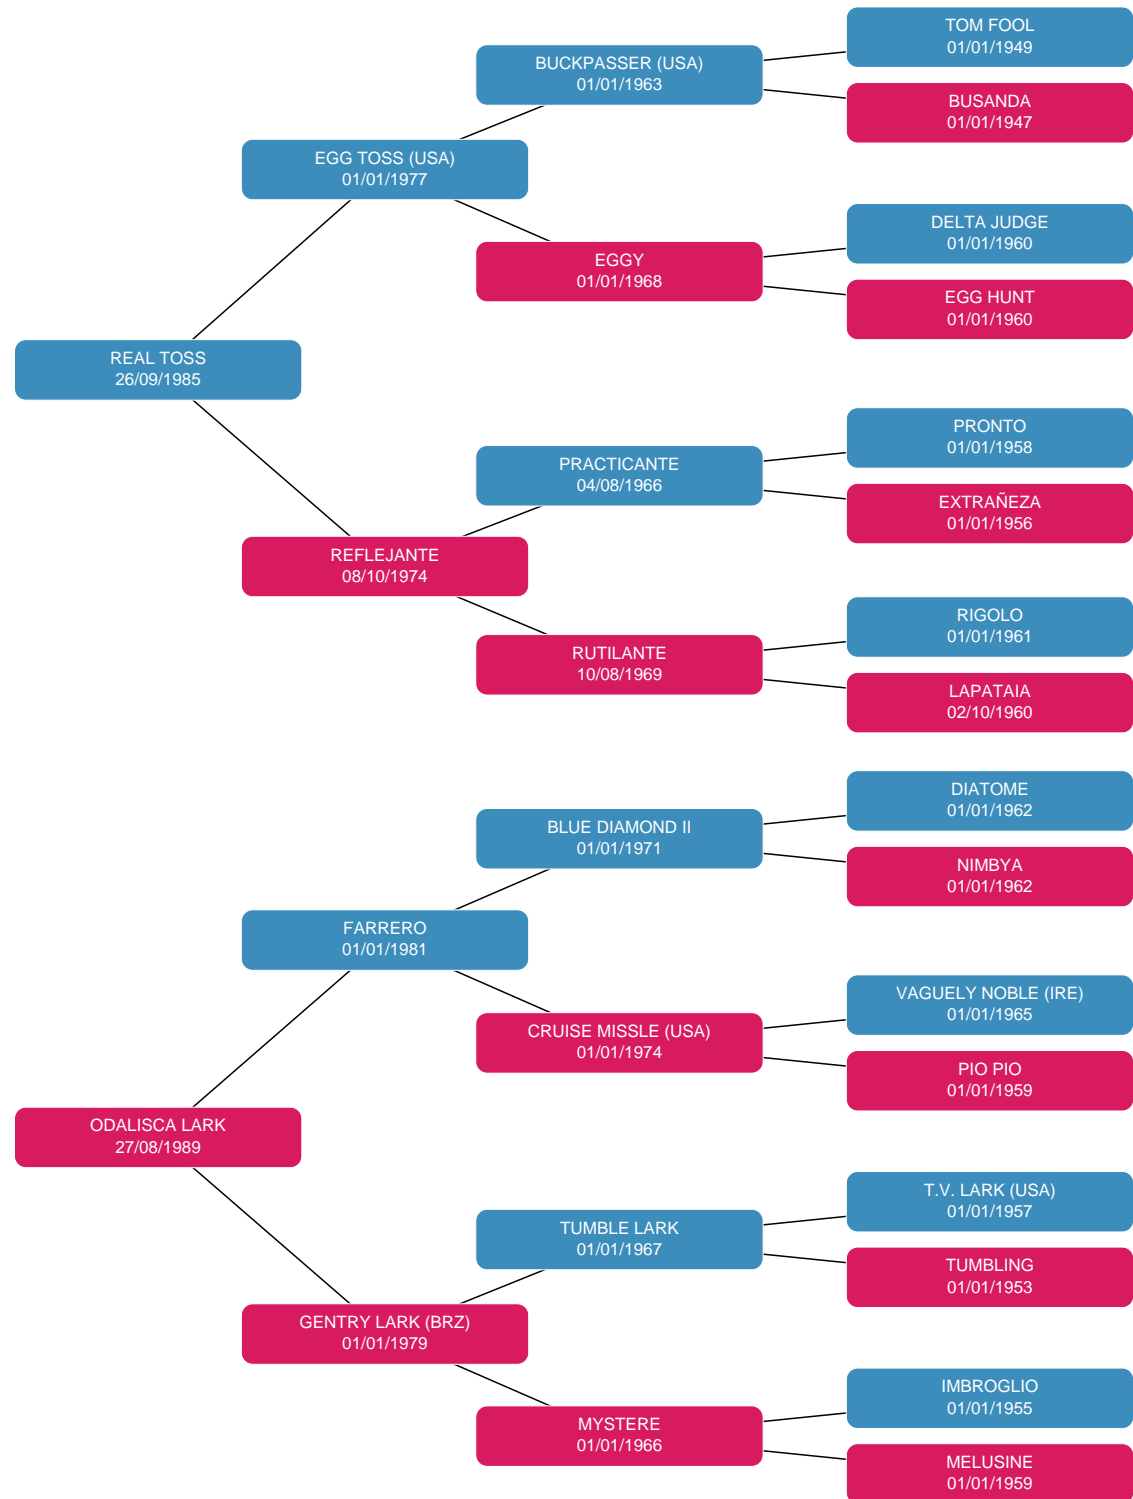 TOM FOOL
01/01/1949
BUCKPASSER (USA)
01/01/1963
BUSANDA
01/01/1947
EGG TOSS (USA)
01/01/1977
DELTA JUDGE
01/01/1960
EGGY
01/01/1968
EGG HUNT
01/01/1960
REAL TOSS
26/09/1985
PRONTO
01/01/1958
PRACTICANTE
04/08/1966
EXTRAÑEZA
01/01/1956
REFLEJANTE
08/10/1974
RIGOLO
01/01/1961
RUTILANTE
10/08/1969
LAPATAIA
02/10/1960
DIATOME
01/01/1962
BLUE DIAMOND II
01/01/1971
NIMBYA
01/01/1962
FARRERO
01/01/1981
VAGUELY NOBLE (IRE)
01/01/1965
CRUISE MISSLE (USA)
01/01/1974
PIO PIO
01/01/1959
ODALISCA LARK
27/08/1989
T.V. LARK (USA)
01/01/1957
TUMBLE LARK
01/01/1967
TUMBLING
01/01/1953
GENTRY LARK (BRZ)
01/01/1979
IMBROGLIO
01/01/1955
MYSTERE
01/01/1966
MELUSINE
01/01/1959